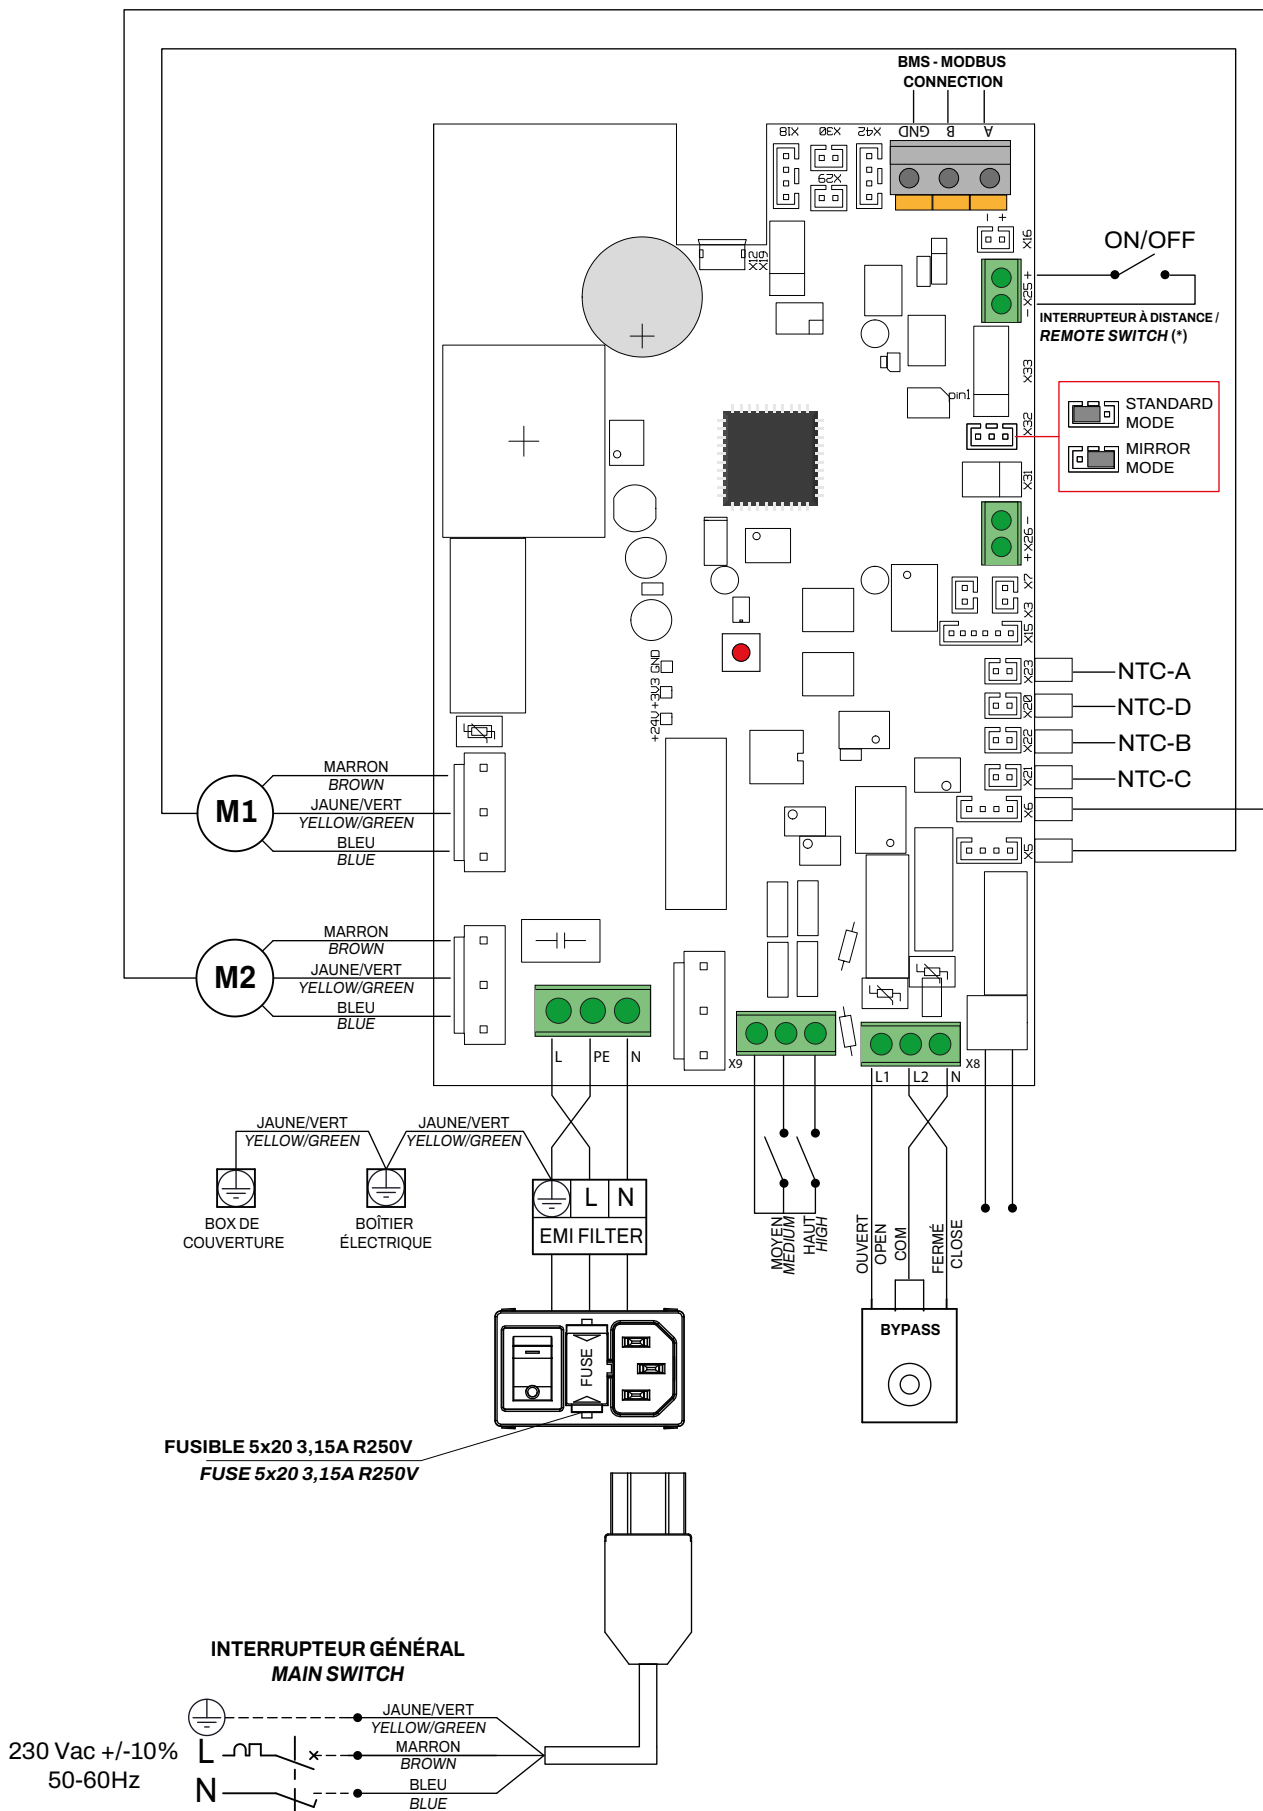 BMS - MODBUS
CONNECTION
X18
X30
X42
GND
B
A
X29
- +
X16
X12
X19
ON/OFF
- X25 +
INTERRUPTEUR À DISTANCE /
REMOTE SWITCH (*)
X33
pin1
X32
STANDARD
MODE
MIRROR
MODE
X31
+ X26 -
X7
X3
X15
GND
+3V3
+24V
X23
NTC-A
X20
NTC-D
X22
NTC-B
X21
NTC-C
X6
X5
M1
MARRON
BROWN
JAUNE/VERT
YELLOW/GREEN
BLEU
BLUE
M2
MARRON
BROWN
JAUNE/VERT
YELLOW/GREEN
BLEU
BLUE
L
PE
N
X9
L1
L2
N
X8
JAUNE/VERT
YELLOW/GREEN
JAUNE/VERT
YELLOW/GREEN
BOX DE
COUVERTURE
BOÎTIER
ÉLECTRIQUE
L
N
EMI FILTER
MOYEN
MEDIUM
HAUT
HIGH
OUVERT
OPEN
COM
FERMÉ
CLOSE
BYPASS
FUSE
FUSIBLE 5x20 3,15A R250V
FUSE 5x20 3,15A R250V
INTERRUPTEUR GÉNÉRAL
MAIN SWITCH
JAUNE/VERT
YELLOW/GREEN
230 Vac +/-10%
50-60Hz
L
MARRON
BROWN
N
BLEU
BLUE